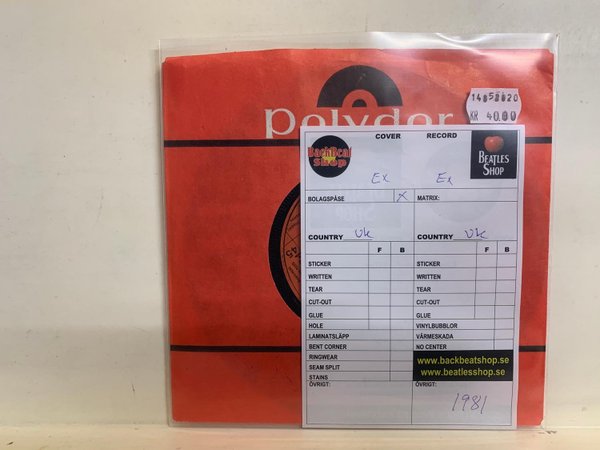 polydor
14050020
KR 40.00
COVER RECORD
BackBeat
Shop
BEATLES
SHOP
Ex Ex
BOLAGSPÅSE X MATRIX:
COUNTRY Uk COUNTRY Uk
F B F B
STICKER STICKER
WRITTEN WRITTEN
TEAR TEAR
CUT-OUT CUT-OUT
GLUE GLUE
HOLE VINYLBUBBLOR
LAMINATSLÄPP VÄRMESKADA
BENT CORNER NO CENTER
RINGWEAR
www.backbeatshop.se
SEAM SPLIT
www.beatlesshop.se
STAINS
ÖVRIGT: ÖVRIGT:
1981
45